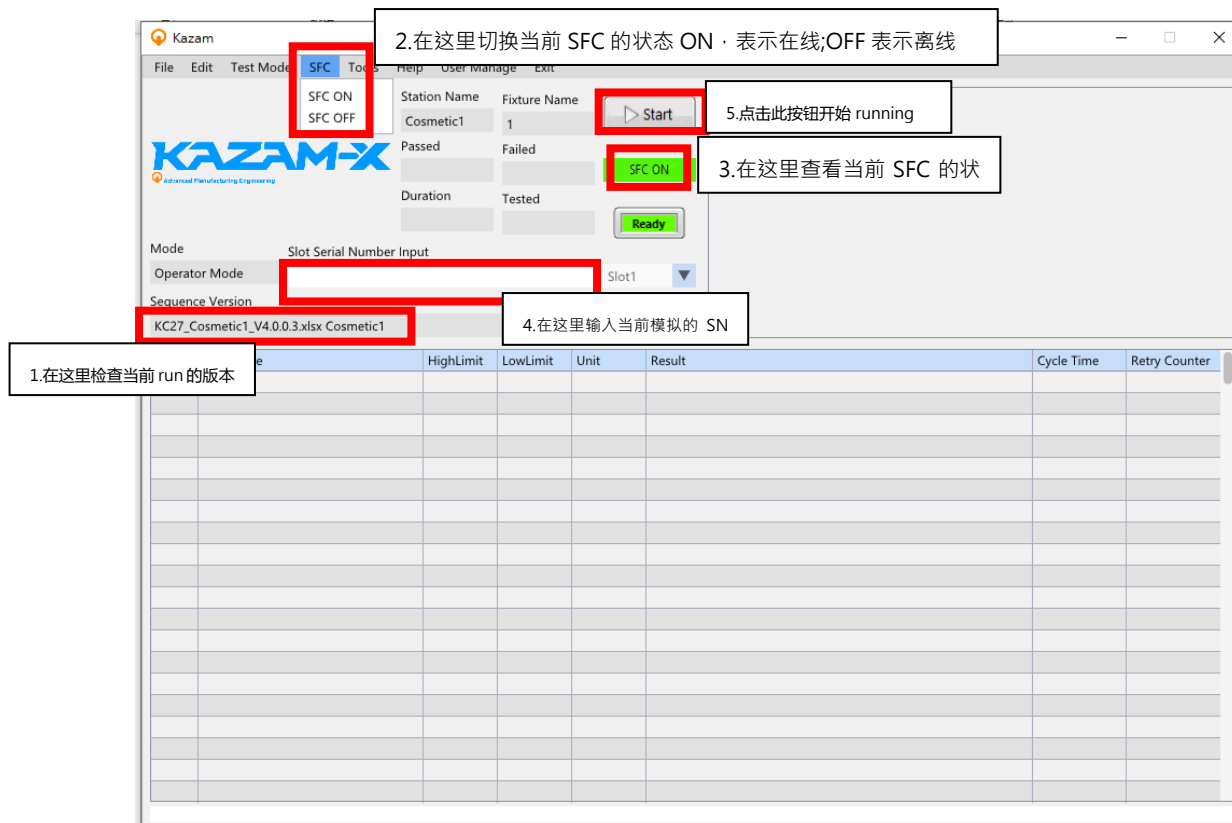 Kazam
2.在这里切换当前 SFC 的状态 ON，表示在线;OFF 表示离线
File Edit Test Mode SFC Tools Help User Manage Exit
SFC ON
SFC OFF
Station Name
Fixture Name
Cosmetic1
1
Start
5.点击此按钮开始 running
KAZAM-X
Advanced Manufacturing Engineering
Passed
Failed
SFC ON
3.在这里查看当前 SFC 的状
Duration
Tested
Ready
Mode
Slot Serial Number Input
Operator Mode
Slot1
Sequence Version
KC27_Cosmetic1_V4.0.0.3.xlsx Cosmetic1
4.在这里输入当前模拟的 SN
1.在这里检查当前 run 的版本
HighLimit LowLimit Unit Result Cycle Time Retry Counter